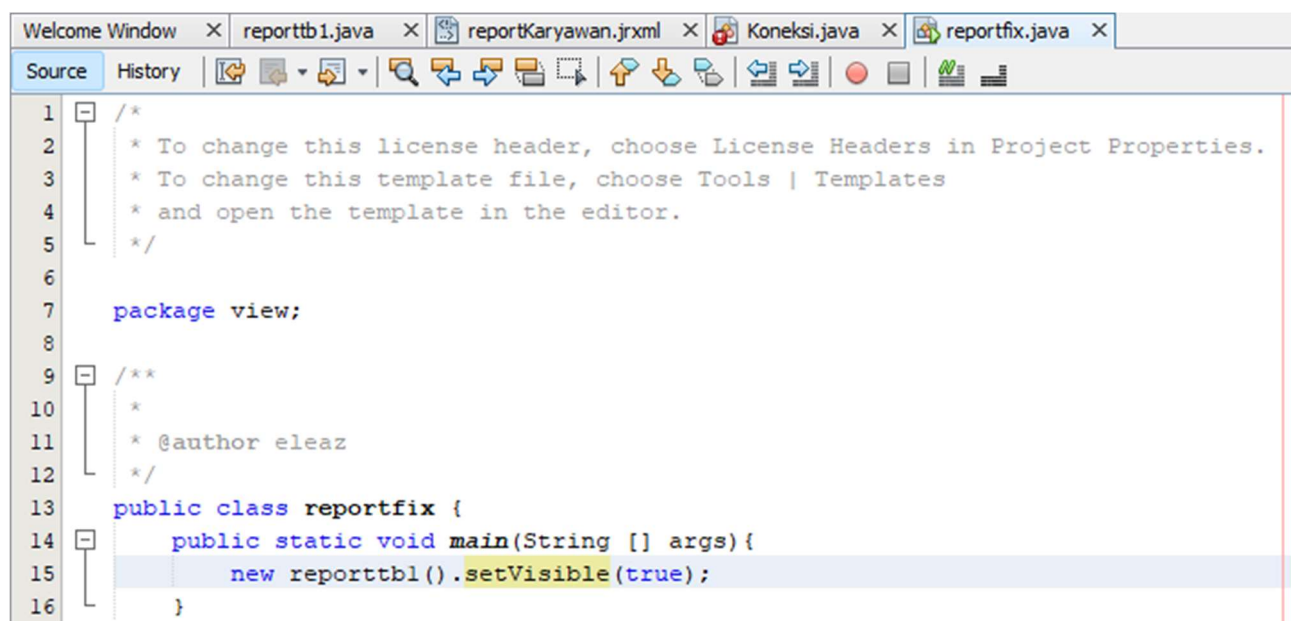 Welcome Window reporttb1.java reportKaryawan.jrxml Koneksi.java reportfix.java
Source History
1 /*
2 * To change this license header, choose License Headers in Project Properties.
3 * To change this template file, choose Tools | Templates
4 * and open the template in the editor.
5 */
6
7 package view;
8
9 /**
10 *
11 * @author eleaz
12 */
13 public class reportfix {
14 public static void main(String [] args){
15 new reporttb1().setVisible(true);
16 }